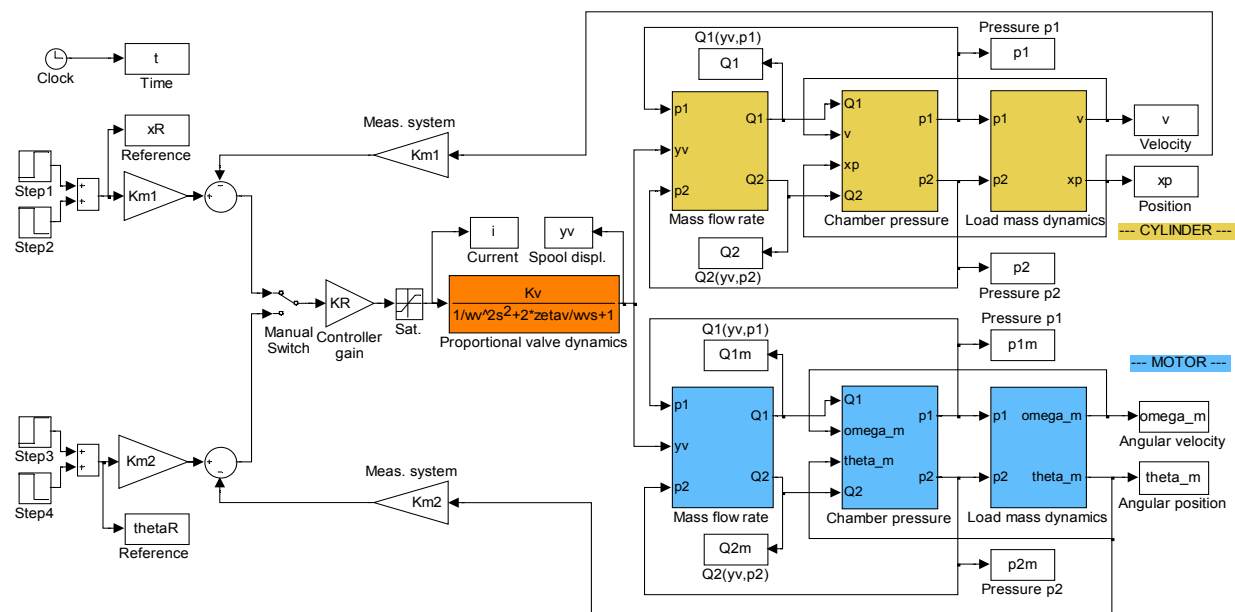 Clock
t
Time
xR
Reference
Step1
Step2
+
+
Km1
+
−
Meas. system
Km1
Manual
Switch
KR
Controller
gain
Sat.
i
Current
yv
Spool displ.
Kv
1/wv^2s²+2*zetav/wvs+1
Proportional valve dynamics
Step3
Step4
+
+
Km2
+
−
thetaR
Reference
Meas. system
Km2
Q1(yv,p1)
Q1
p1
yv
p2
Q1
Q2
Mass flow rate
Q2
Q2(yv,p2)
Q1
v
xp
Q2
p1
p2
Chamber pressure
Pressure p1
p1
p1
p2
v
xp
Load mass dynamics
v
Velocity
xp
Position
--- CYLINDER ---
p2
Pressure p2
Q1(yv,p1)
Q1m
p1
yv
p2
Q1
Q2
Mass flow rate
Q2m
Q2(yv,p2)
Q1
omega_m
theta_m
Q2
p1
p2
Chamber pressure
Pressure p1
p1m
p1
p2
omega_m
theta_m
Load mass dynamics
--- MOTOR ---
omega_m
Angular velocity
theta_m
Angular position
p2m
Pressure p2